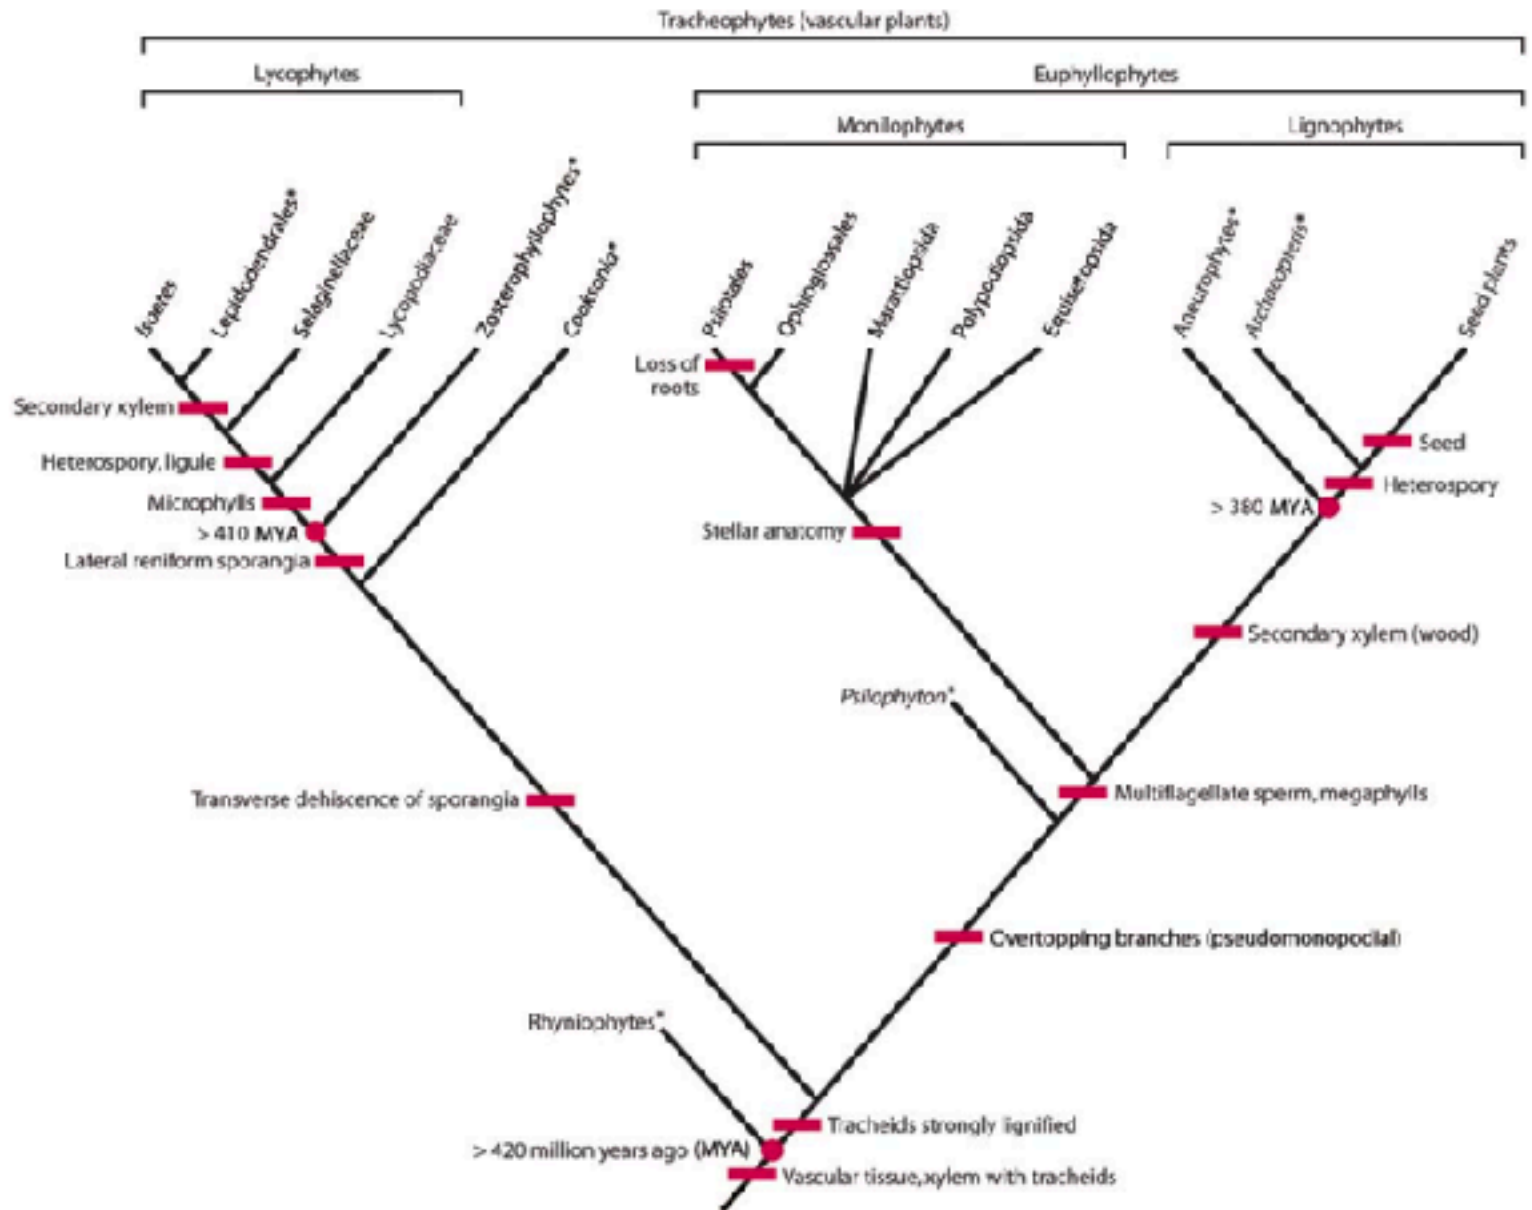 Tracheophytes (vascular plants)
Lycophytes
Euphyllophytes
Monilophytes
Lignophytes
Isoetes
Lepidodendrales*
Selaginellaceae
Lycopodiaceae
Zosterophyllophytes*
Cooksonia*
Psilotales
Ophioglossales
Marattiopsida
Polypodiopsida
Equisetopsida
Aneurophytes*
Archaeopteris*
Seed plants
Loss of
roots
Secondary xylem
Heterospory, ligule
Microphylls
> 410 MYA
Lateral reniform sporangia
Stellar anatomy
Seed
Heterospory
> 380 MYA
Secondary xylem (wood)
Psilophyton*
Transverse dehiscence of sporangia
Multiflagellate sperm, megaphylls
Overtopping branches (pseudomonopodial)
Rhyniophytes*
Tracheids strongly lignified
> 420 million years ago (MYA)
Vascular tissue, xylem with tracheids